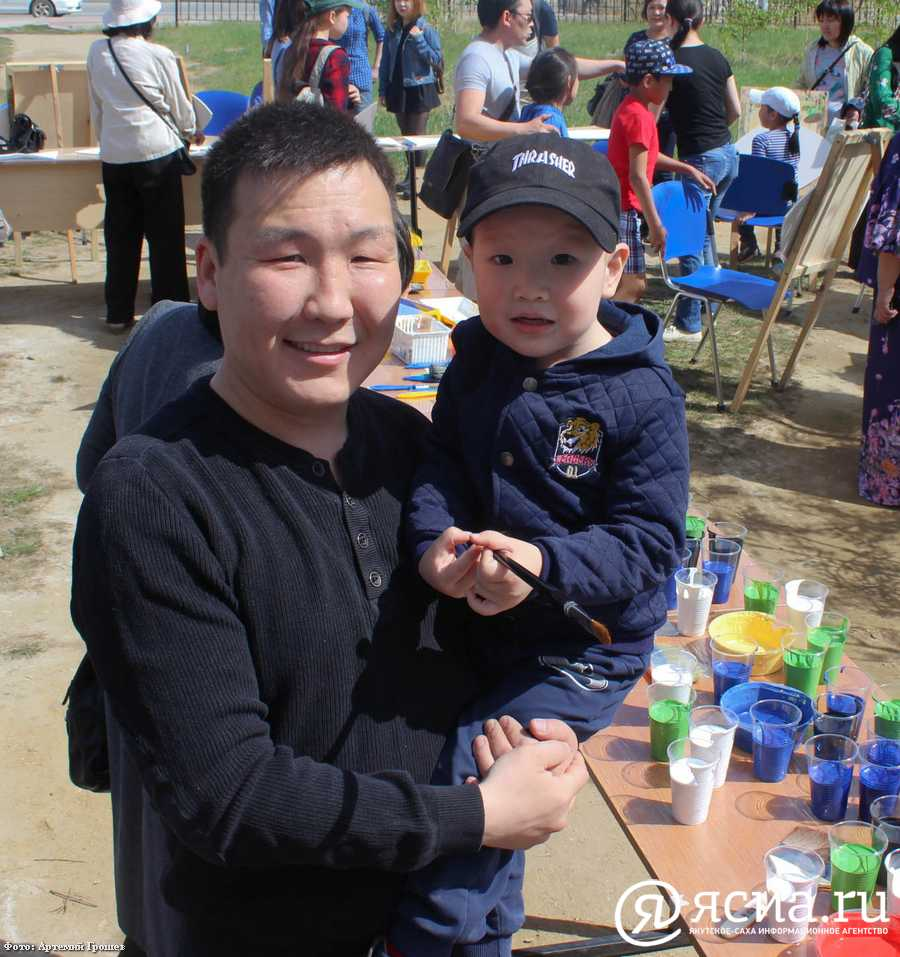 THRASHER
Фото: Артемий Грошев
Я ЯСИА.ru
ЯКУТСКОЕ-САХА ИНФОРМАЦИОННОЕ АГЕНТСТВО